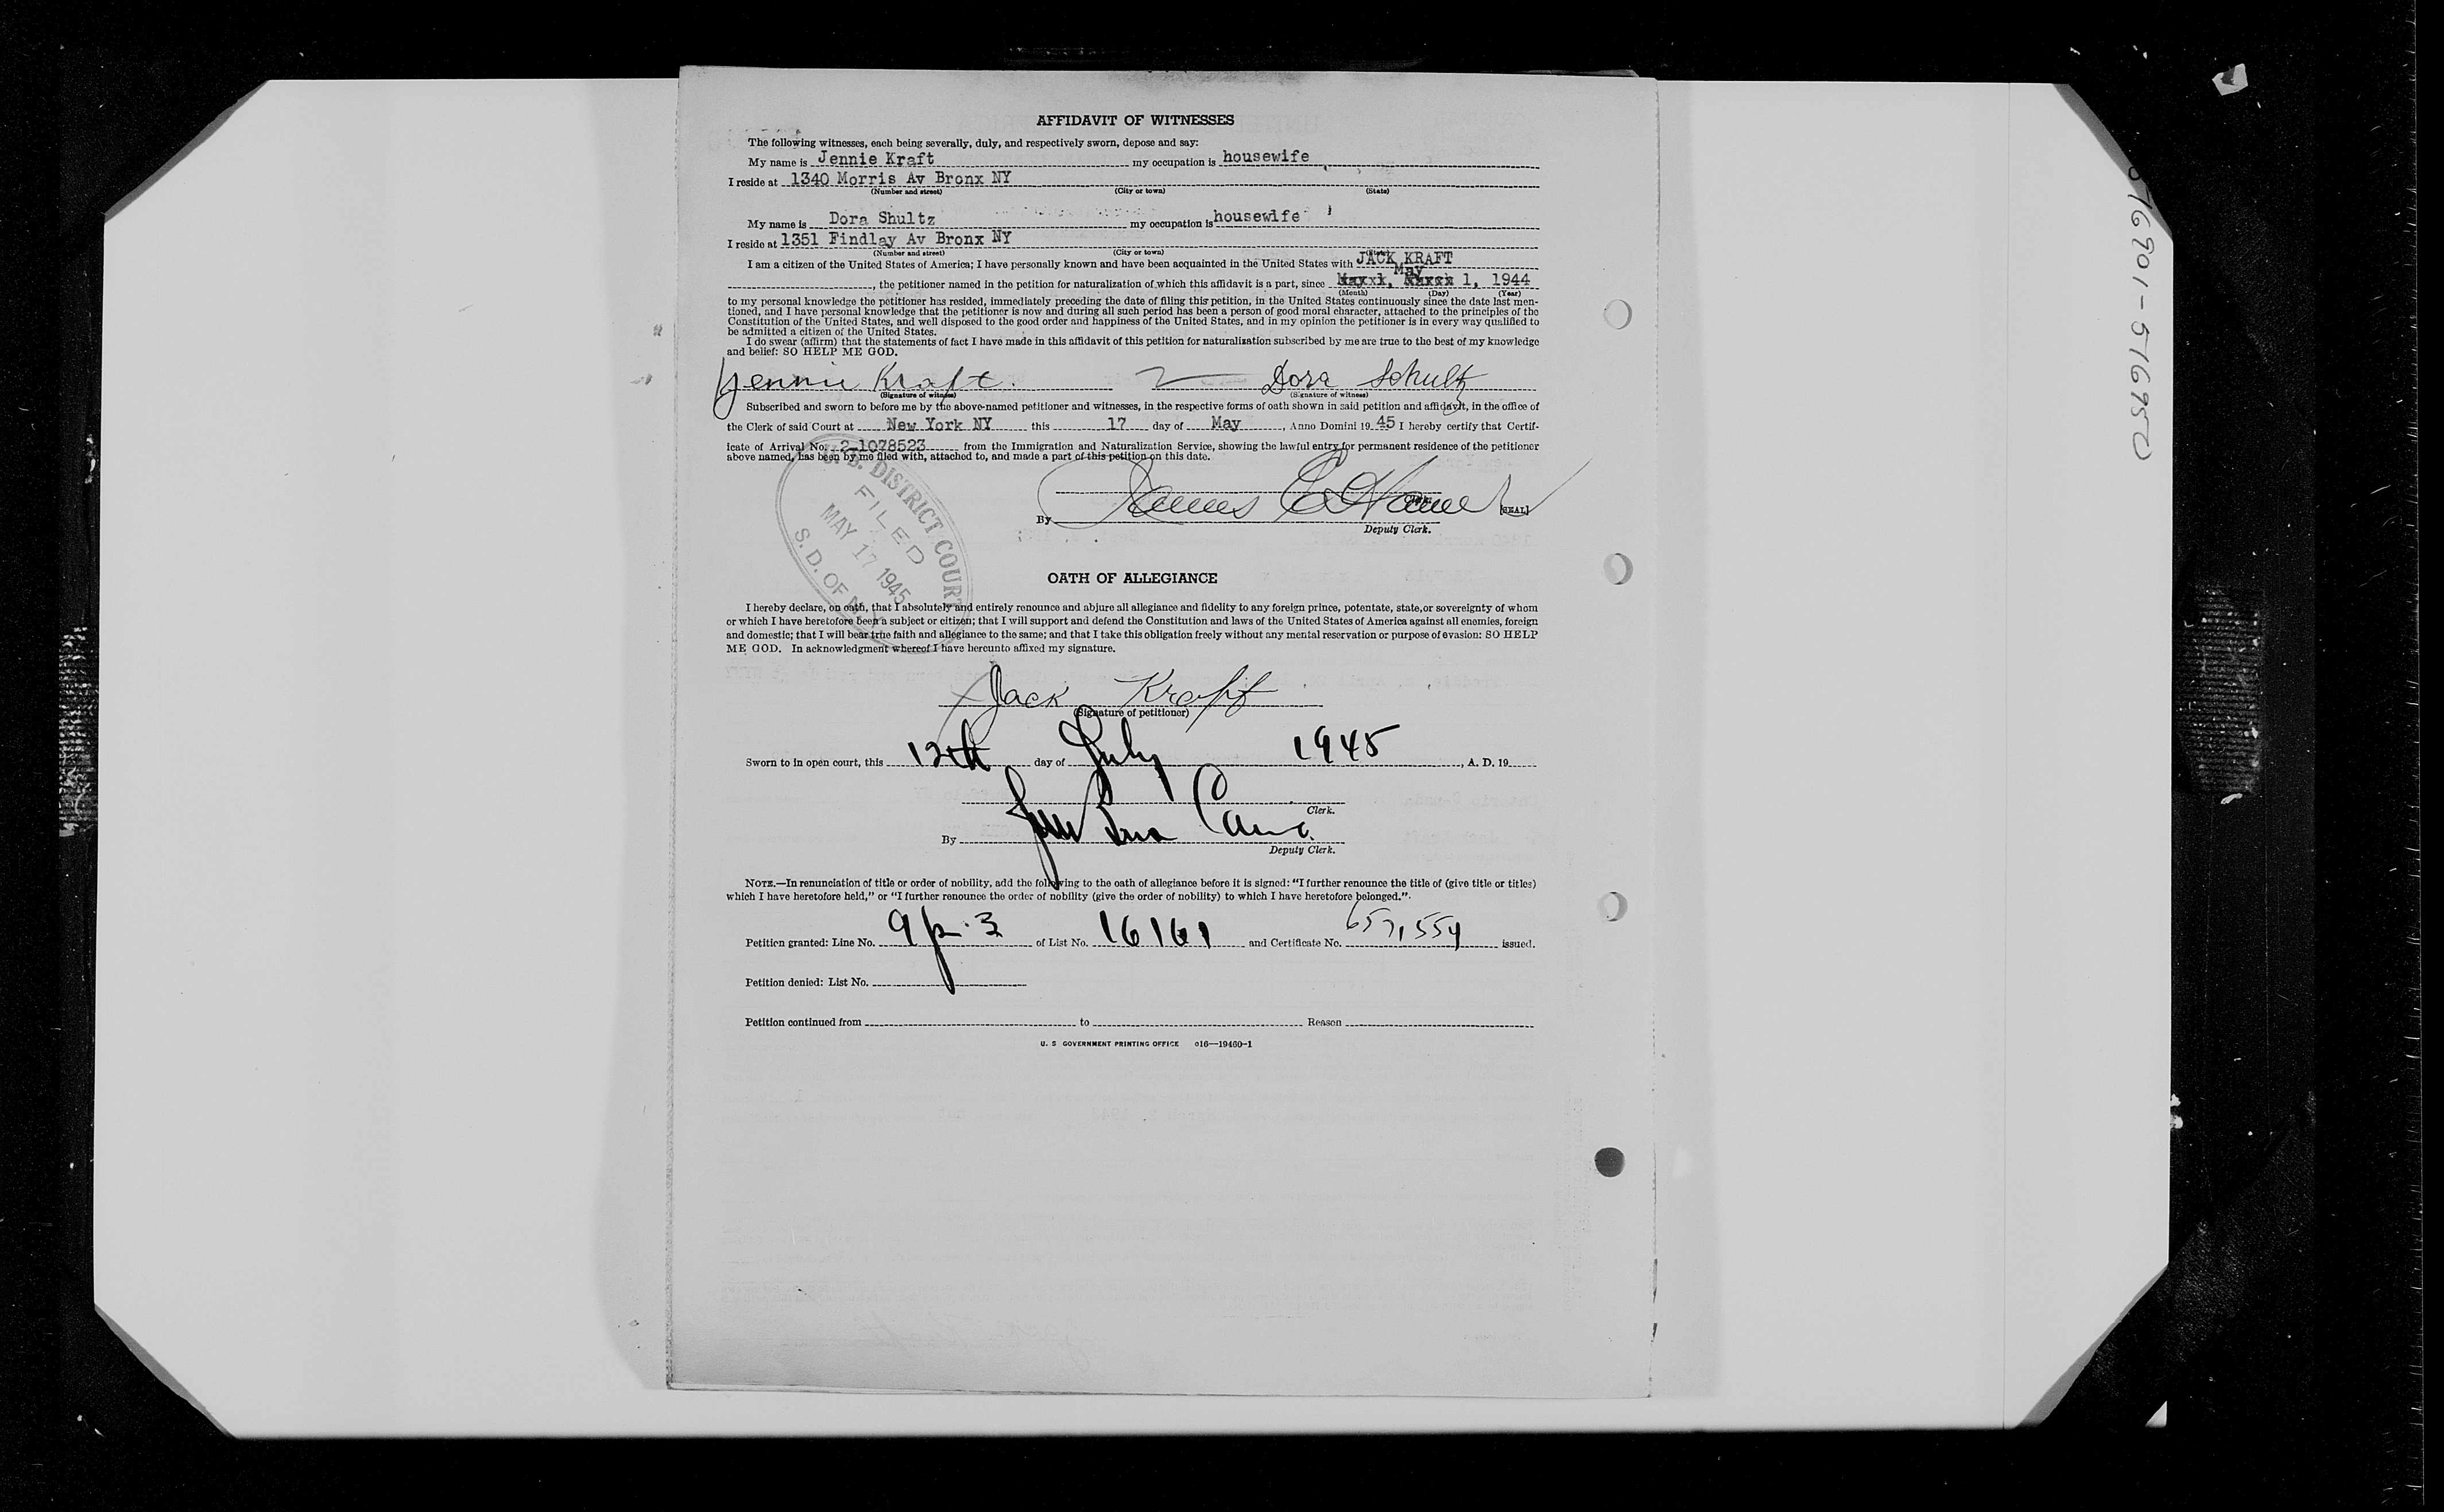 AFFIDAVIT OF WITNESSES
The following witnesses, each being severally, duly, and respectively sworn, depose and say:
My name is Jennie Kraft my occupation is housewife
I reside at 1340 Morris Av Bronx NY
(Number and street) (City or town) (State)
My name is Dora Shultz my occupation is housewife
I reside at 1351 Findlay Av Bronx NY
(Number and street) (City or town) (State)
I am a citizen of the United States of America; I have personally known and have been acquainted in the United States with JACK KRAFT
May
, the petitioner named in the petition for naturalization of which this affidavit is a part, since 1, 1944
(Month) (Day) (Year)
to my personal knowledge the petitioner has resided, immediately preceding the date of filing this petition, in the United States continuously since the date last men-
tioned, and I have personal knowledge that the petitioner is now and during all such period has been a person of good moral character, attached to the principles of the
Constitution of the United States, and well disposed to the good order and happiness of the United States, and in my opinion the petitioner is in every way qualified to
be admitted a citizen of the United States.
I do swear (affirm) that the statements of fact I have made in this affidavit of this petition for naturalization subscribed by me are true to the best of my knowledge
and belief: SO HELP ME GOD.
Jennie Kraft. Dora Schultz
(Signature of witness) (Signature of witness)
Subscribed and sworn to before me by the above-named petitioner and witnesses, in the respective forms of oath shown in said petition and affidavit, in the office of
the Clerk of said Court at New York NY this 17 day of May, Anno Domini 19 45 I hereby certify that Certif-
icate of Arrival No. 2-1078523 from the Immigration and Naturalization Service, showing the lawful entry for permanent residence of the petitioner
above named, has been by me filed with, attached to, and made a part of this petition on this date.
U. S. DISTRICT COURT
FILED
MAY 17 1945
S. D. OF N.Y.
Clerk.
By James [SEAL]
Deputy Clerk.
OATH OF ALLEGIANCE
I hereby declare, on oath, that I absolutely and entirely renounce and abjure all allegiance and fidelity to any foreign prince, potentate, state, or sovereignty of whom
or which I have heretofore been a subject or citizen; that I will support and defend the Constitution and laws of the United States of America against all enemies, foreign
and domestic; that I will bear true faith and allegiance to the same; and that I take this obligation freely without any mental reservation or purpose of evasion: SO HELP
ME GOD. In acknowledgment whereof I have hereunto affixed my signature.
Jack Kraft
(Signature of petitioner)
Sworn to in open court, this 12th day of July 1945, A. D. 19
Clerk.
By
Deputy Clerk.
NOTE.—In renunciation of title or order of nobility, add the following to the oath of allegiance before it is signed: “I further renounce the title of (give title or titles)
which I have heretofore held,” or “I further renounce the order of nobility (give the order of nobility) to which I have heretofore belonged.”
Petition granted: Line No. 9 p. 3 of List No. 16161 and Certificate No. issued.
Petition denied: List No.
Petition continued from to Reason
U. S GOVERNMENT PRINTING OFFICE 016—19460-1
516901-516950